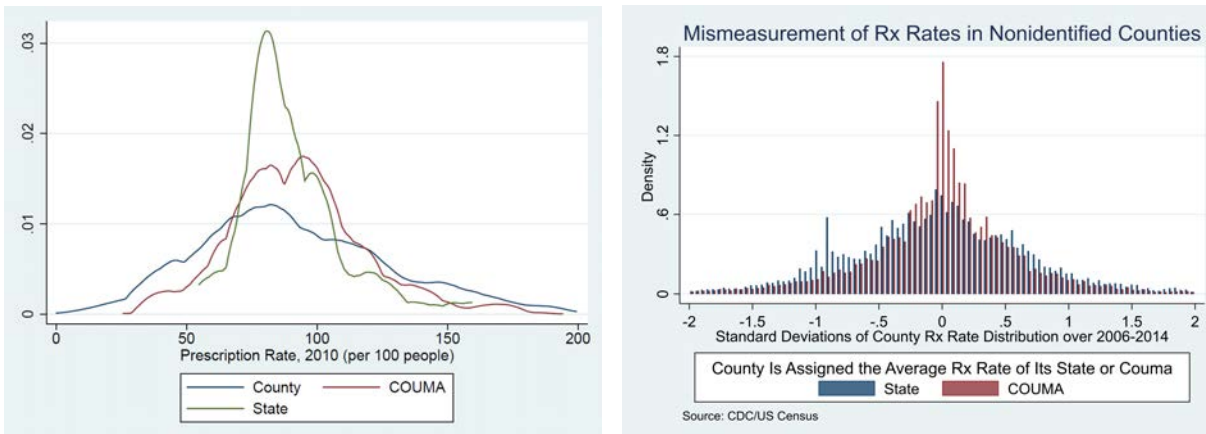 .03
.02
.01
0
0
50
100
150
200
Prescription Rate, 2010 (per 100 people)
County
COUMA
State
Mismeasurement of Rx Rates in Nonidentified Counties
Density
1.8
1.2
.6
0
-2
-1.5
-1
-.5
0
.5
1
1.5
2
Standard Deviations of County Rx Rate Distribution over 2006-2014
County Is Assigned the Average Rx Rate of Its State or Couma
State
COUMA
Source: CDC/US Census